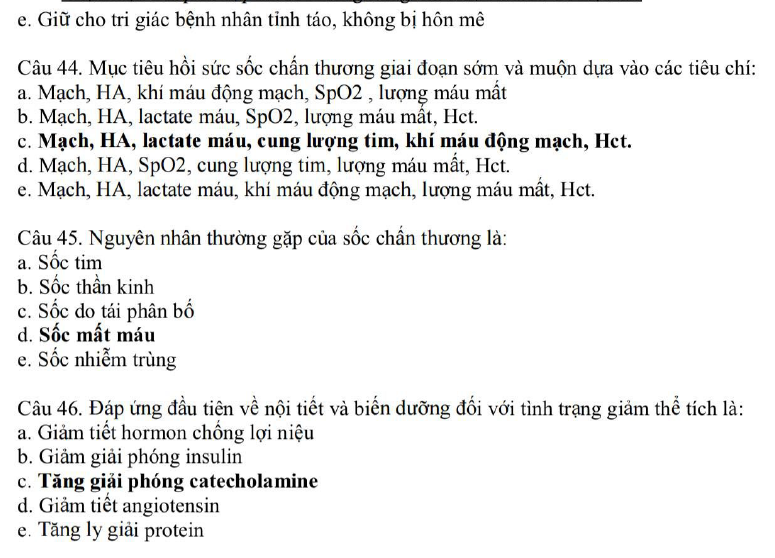 e. Giữ cho tri giác bệnh nhân tỉnh táo, không bị hôn mê
Câu 44. Mục tiêu hồi sức sốc chấn thương giai đoạn sớm và muộn dựa vào các tiêu chí:
a. Mạch, HA, khí máu động mạch, SpO2 , lượng máu mất
b. Mạch, HA, lactate máu, SpO2, lượng máu mất, Hct.
c. Mạch, HA, lactate máu, cung lượng tim, khí máu động mạch, Hct.
d. Mạch, HA, SpO2, cung lượng tim, lượng máu mất, Hct.
e. Mạch, HA, lactate máu, khí máu động mạch, lượng máu mất, Hct.
Câu 45. Nguyên nhân thường gặp của sốc chấn thương là:
a. Sốc tim
b. Sốc thần kinh
c. Sốc do tái phân bố
d. Sốc mất máu
e. Sốc nhiễm trùng
Câu 46. Đáp ứng đầu tiên về nội tiết và biến dưỡng đối với tình trạng giảm thể tích là:
a. Giảm tiết hormon chống lợi niệu
b. Giảm giải phóng insulin
c. Tăng giải phóng catecholamine
d. Giảm tiết angiotensin
e. Tăng ly giải protein